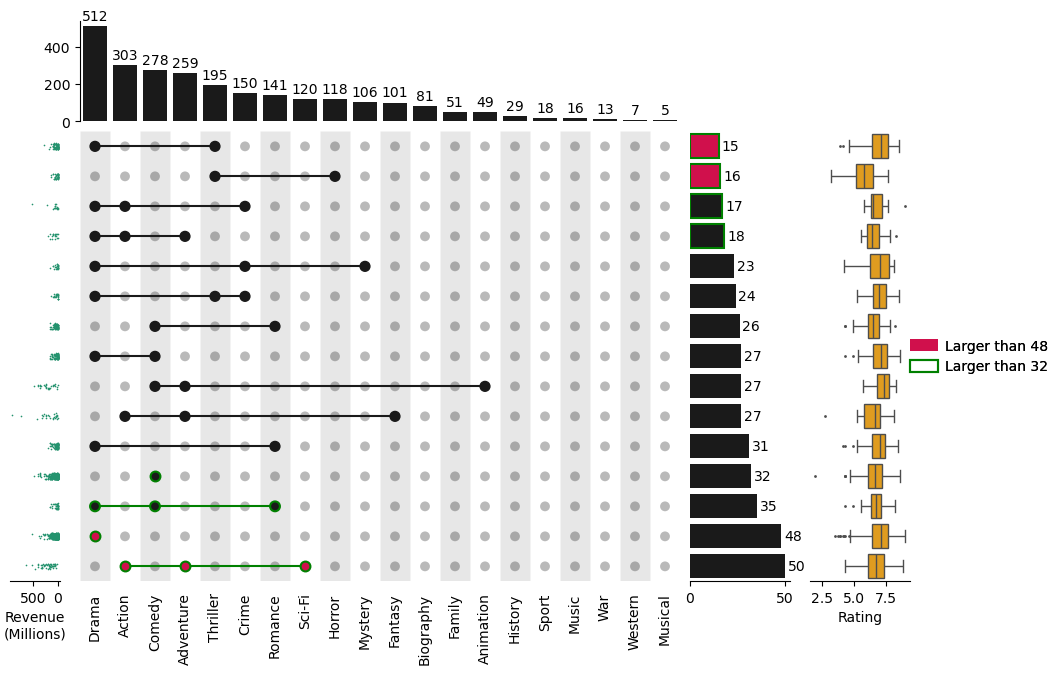 512
303 278 259 195 150 141 120 118 106 101 81 51 49 29 18 16 13 7 5
400
200
0
15
16
17
18
23
24
26
27
27
27
31
32
35
48
50
Larger than 48
Larger than 32
500 0
Revenue
(Millions)
Drama
Action
Comedy
Adventure
Thriller
Crime
Romance
Sci-Fi
Horror
Mystery
Fantasy
Biography
Family
Animation
History
Sport
Music
War
Western
Musical
0 50
2.5 5.0 7.5
Rating